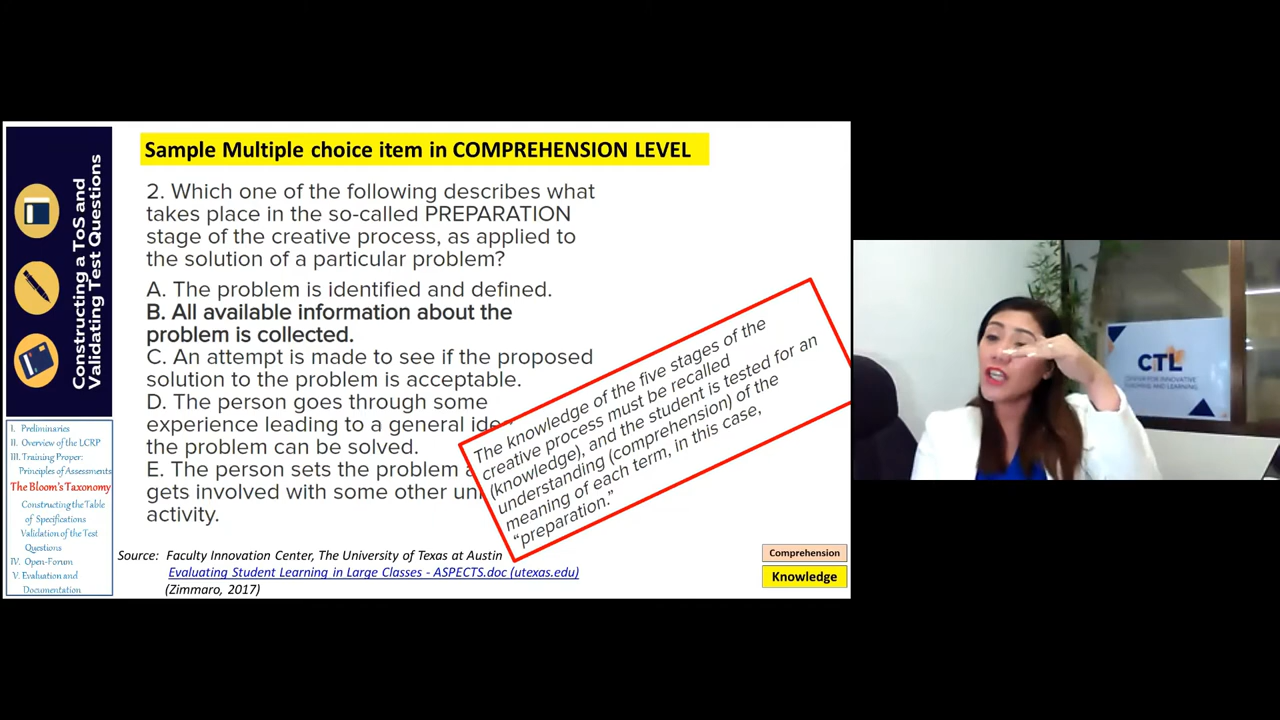 Constructing a ToS and
Validating Test Questions
I. Preliminaries
II. Overview of the LCRP
III. Training Proper:
Principles of Assessments
The Bloom's Taxonomy
Constructing the Table
of Specifications
Validation of the Test
Questions
IV. Open-Forum
V. Evaluation and
Documentation
Sample Multiple choice item in COMPREHENSION LEVEL
2. Which one of the following describes what
takes place in the so-called PREPARATION
stage of the creative process, as applied to
the solution of a particular problem?
A. The problem is identified and defined.
B. All available information about the
problem is collected.
C. An attempt is made to see if the proposed
solution to the problem is acceptable.
D. The person goes through some
experience leading to a general
the problem can be solved.
E. The person sets the problem
gets involved with some other
activity.
The knowledge of the five stages of the
creative process must be recalled
(knowledge), and the student is tested for an
understanding (comprehension) of the
meaning of each term, in this case,
“preparation.”
Source: Faculty Innovation Center, The University of Texas at Austin
Evaluating Student Learning in Large Classes - ASPECTS.doc (utexas.edu)
(Zimmaro, 2017)
Comprehension
Knowledge
CTL
CENTER FOR INNOVATIVE
TEACHING AND LEARNING